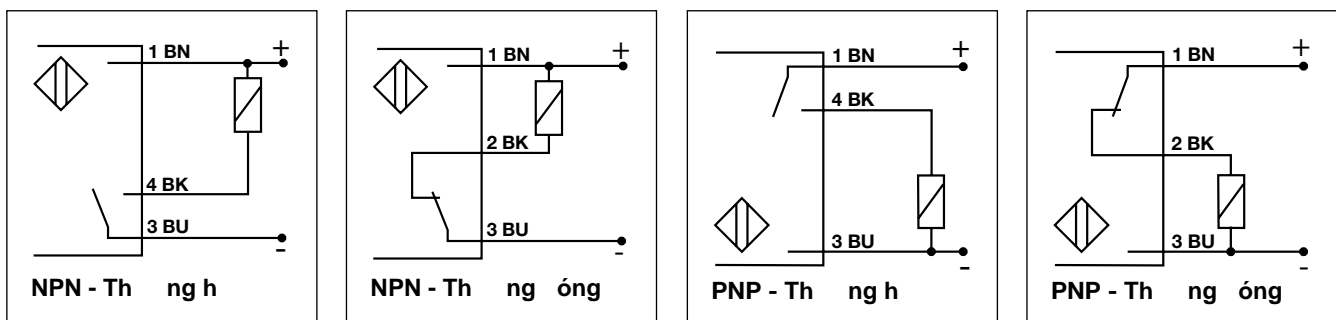 1 BN
+
4 BK
3 BU
-
NPN - Th ng h
1 BN
+
2 BK
3 BU
-
NPN - Th ng óng
1 BN
+
4 BK
3 BU
-
PNP - Th ng h
1 BN
+
2 BK
3 BU
-
PNP - Th ng óng